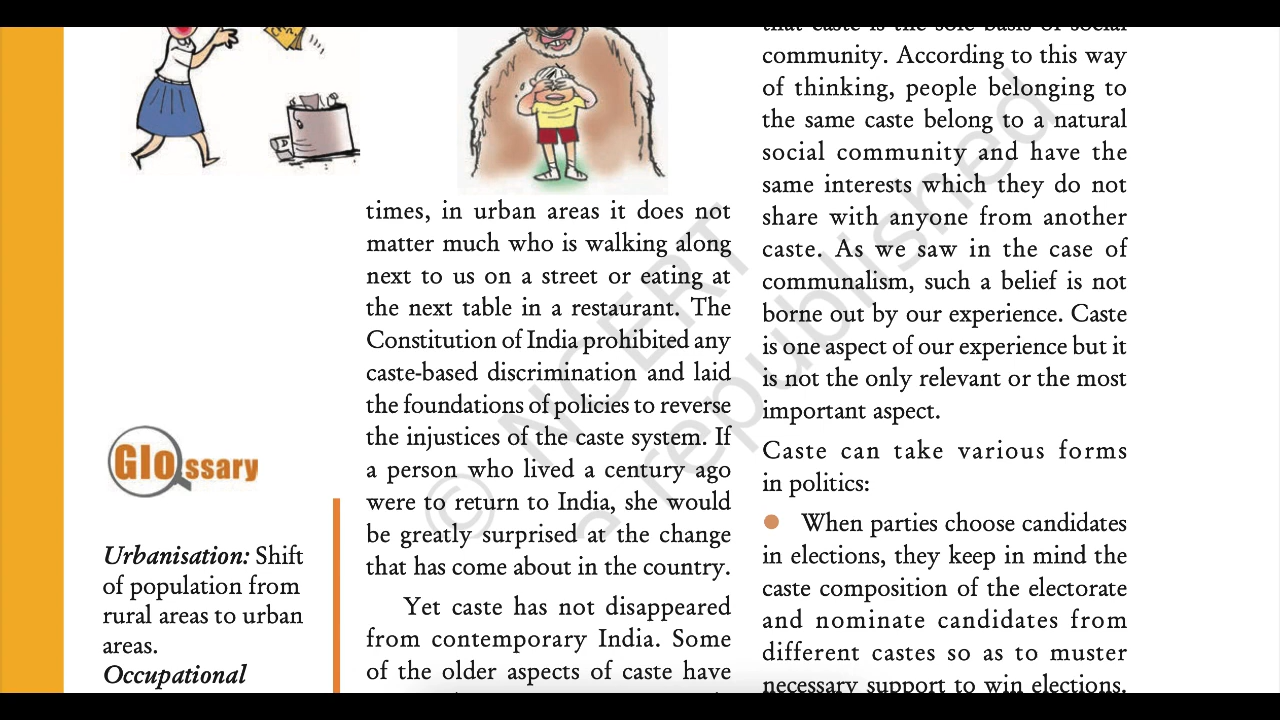 times, in urban areas it does not
matter much who is walking along
next to us on a street or eating at
the next table in a restaurant. The
Constitution of India prohibited any
caste-based discrimination and laid
the foundations of policies to reverse
the injustices of the caste system. If
a person who lived a century ago
were to return to India, she would
be greatly surprised at the change
that has come about in the country.
Yet caste has not disappeared
from contemporary India. Some
of the older aspects of caste have
that caste is the sole basis of social
community. According to this way
of thinking, people belonging to
the same caste belong to a natural
social community and have the
same interests which they do not
share with anyone from another
caste. As we saw in the case of
communalism, such a belief is not
borne out by our experience. Caste
is one aspect of our experience but it
is not the only relevant or the most
important aspect.
Caste can take various forms
in politics:
● When parties choose candidates
in elections, they keep in mind the
caste composition of the electorate
and nominate candidates from
different castes so as to muster
necessary support to win elections.
Glossary
Urbanisation: Shift
of population from
rural areas to urban
areas.
Occupational
© NCERT
republished